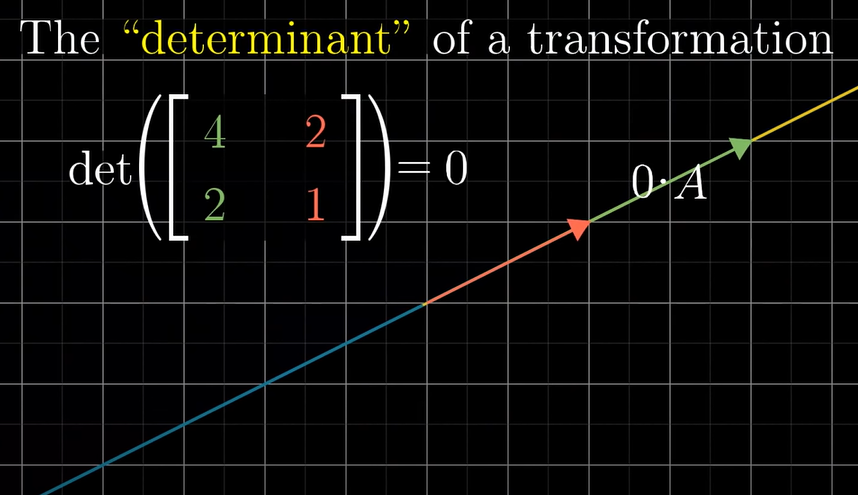 The “determinant” of a transformation
det([4 2
2 1]) = 0
0 · A